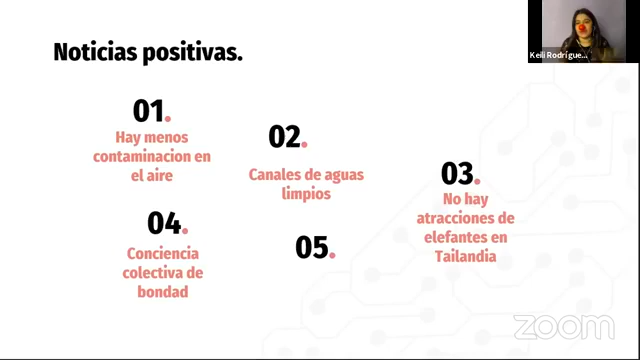 Noticias positivas.
01.
Hay menos
contaminacion en
el aire
02.
Canales de aguas
limpios
03.
No hay
atracciones de
elefantes en
Tailandia
04.
Conciencia
colectiva de
bondad
05.
Keili Rodrígue...
zoom